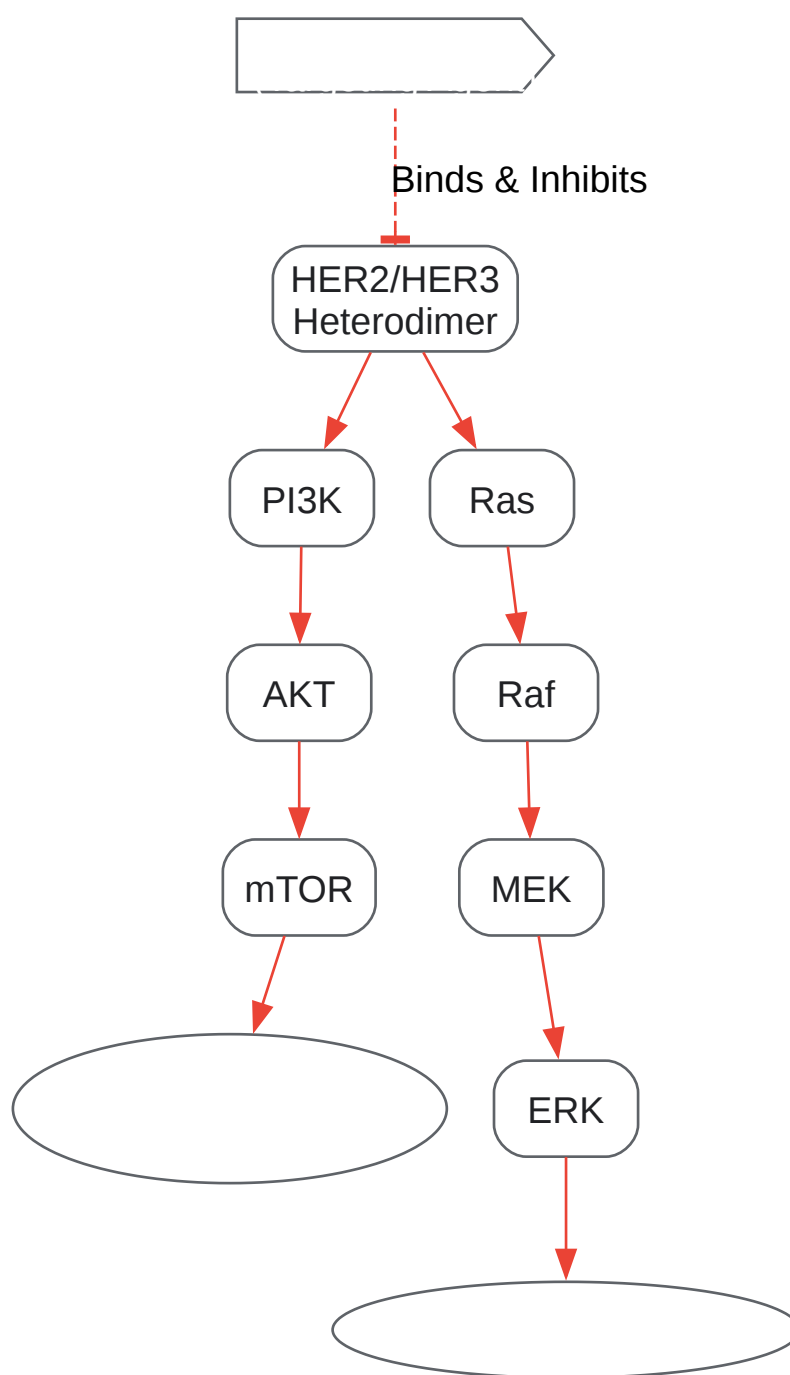 Binds & Inhibits
HER2/HER3
Heterodimer
PI3K
Ras
AKT
Raf
mTOR
MEK
ERK